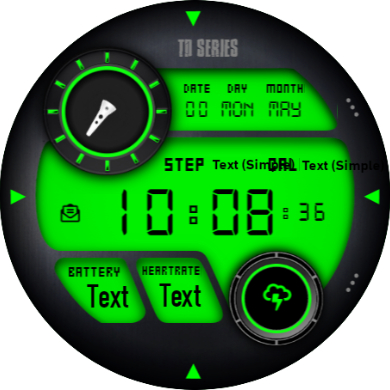 TA SERIES
DATE DAY MONTH
00 MON MAY
STEP Text (Simple) CAL Text (Simple)
10:08:36
BATTERY HEARTRATE
Text Text